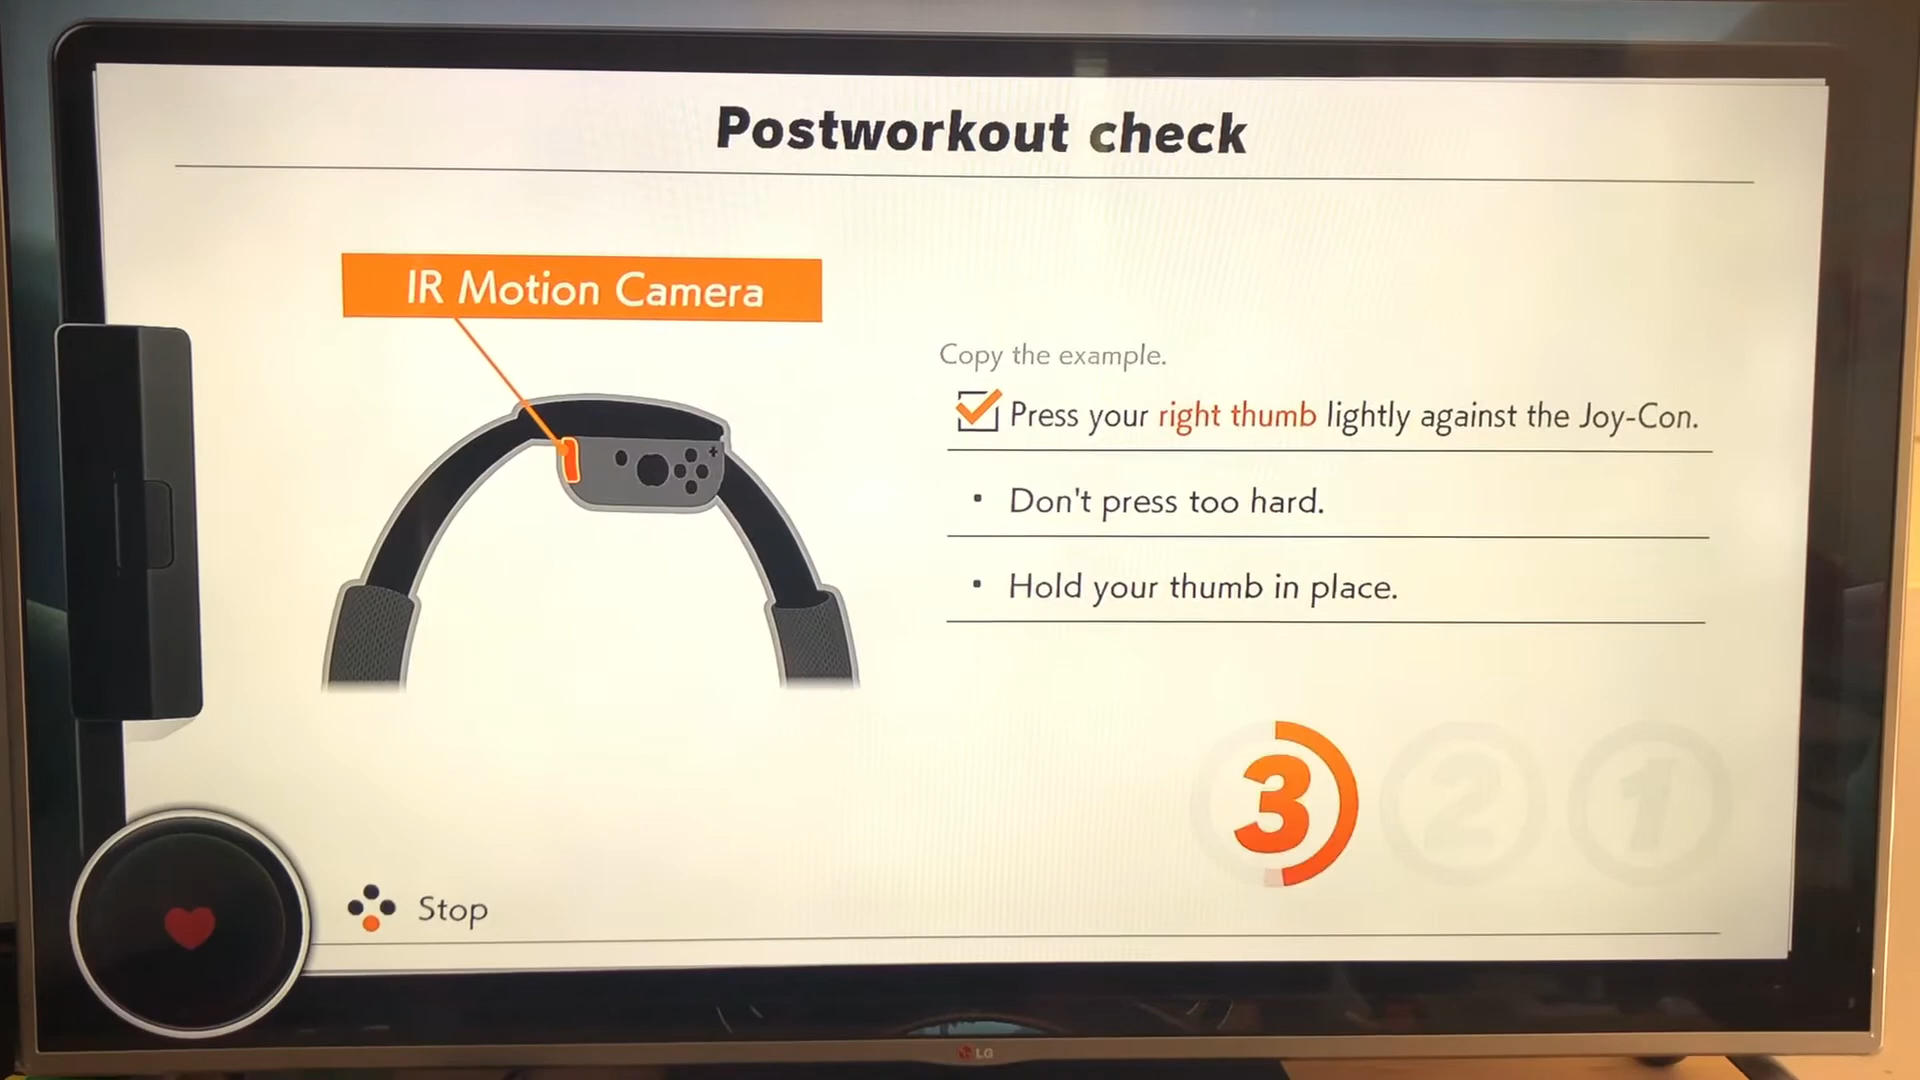 Postworkout check
IR Motion Camera
Copy the example.
Press your right thumb lightly against the Joy-Con.
• Don't press too hard.
• Hold your thumb in place.
3 2 1
Stop
LG